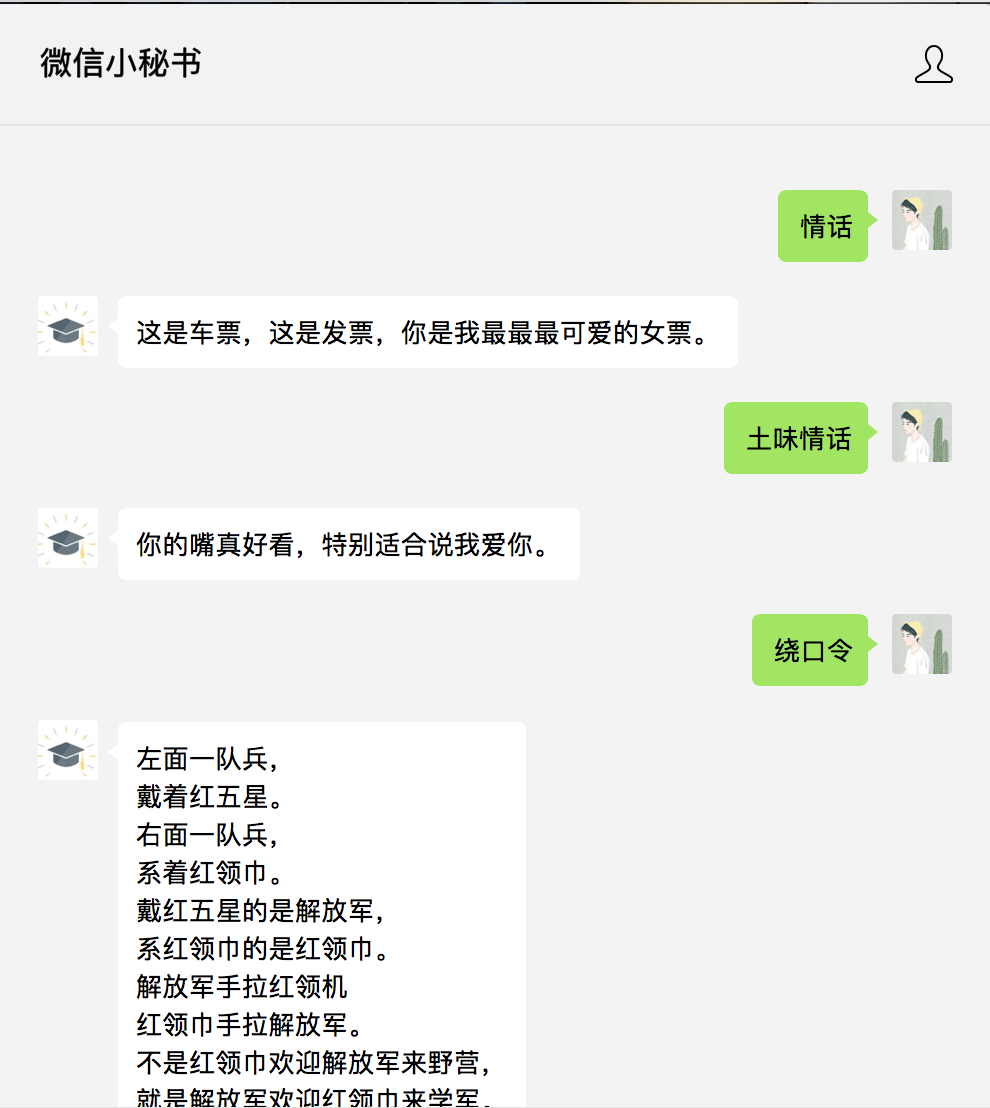 微信小秘书
情话
这是车票，这是发票，你是我最最最可爱的女票。
土味情话
你的嘴真好看，特别适合说我爱你。
绕口令
左面一队兵，
戴着红五星。
右面一队兵，
系着红领巾。
戴红五星的是解放军，
系红领巾的是红领巾。
解放军手拉红领机
红领巾手拉解放军。
不是红领巾欢迎解放军来野营，
就是解放军欢迎红领巾来学军。